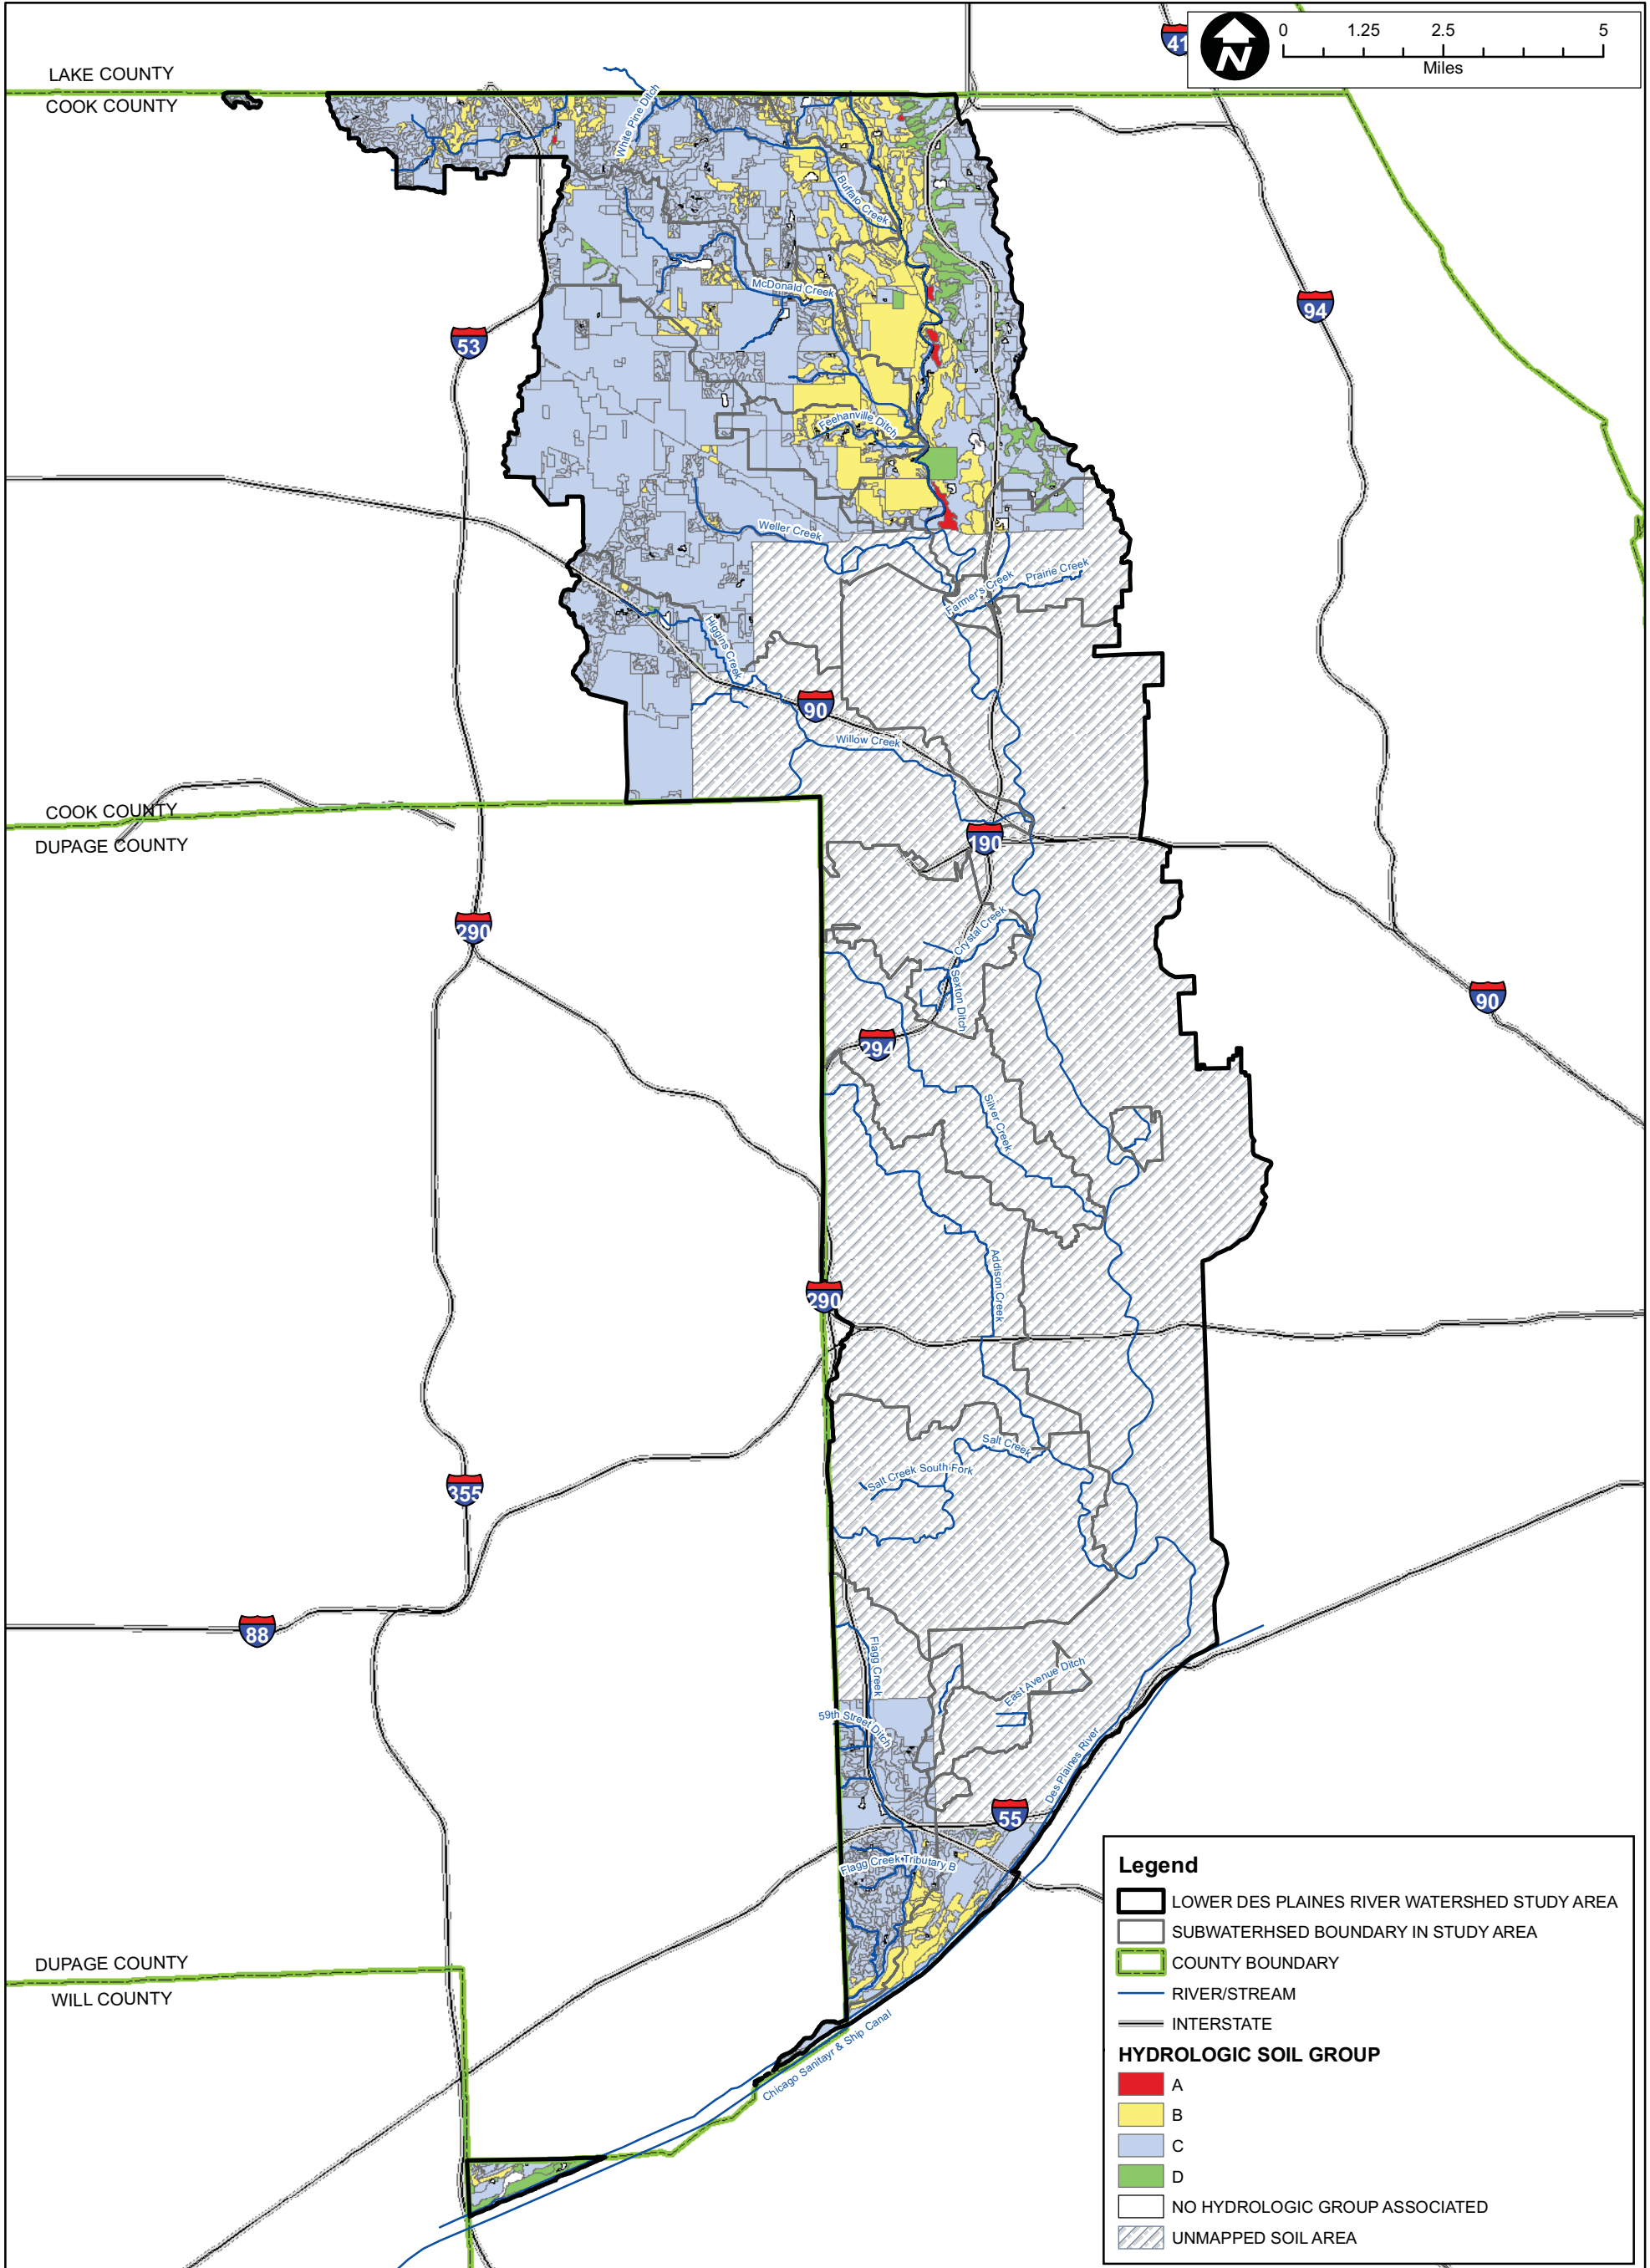 41
0 1.25 2.5 5
Miles
N
LAKE COUNTY
COOK COUNTY
White Pine Ditch
Buffalo Creek
McDonald Creek
53
94
Feehanville Ditch
Weller Creek
Farmer's Creek
Prairie Creek
Higgins Creek
90
Willow Creek
COOK COUNTY
DUPAGE COUNTY
190
290
Crystal Creek
Sexton Ditch
90
294
Silver Creek
Addison Creek
290
Salt Creek
Salt Creek South Fork
355
88
Flagg Creek
East Avenue Ditch
59th Street Ditch
Des Plaines River
55
Flagg Creek Tributary B
DUPAGE COUNTY
WILL COUNTY
Chicago Sanitayr & Ship Canal
Legend
LOWER DES PLAINES RIVER WATERSHED STUDY AREA
SUBWATERHSED BOUNDARY IN STUDY AREA
COUNTY BOUNDARY
RIVER/STREAM
INTERSTATE
HYDROLOGIC SOIL GROUP
A
B
C
D
NO HYDROLOGIC GROUP ASSOCIATED
UNMAPPED SOIL AREA